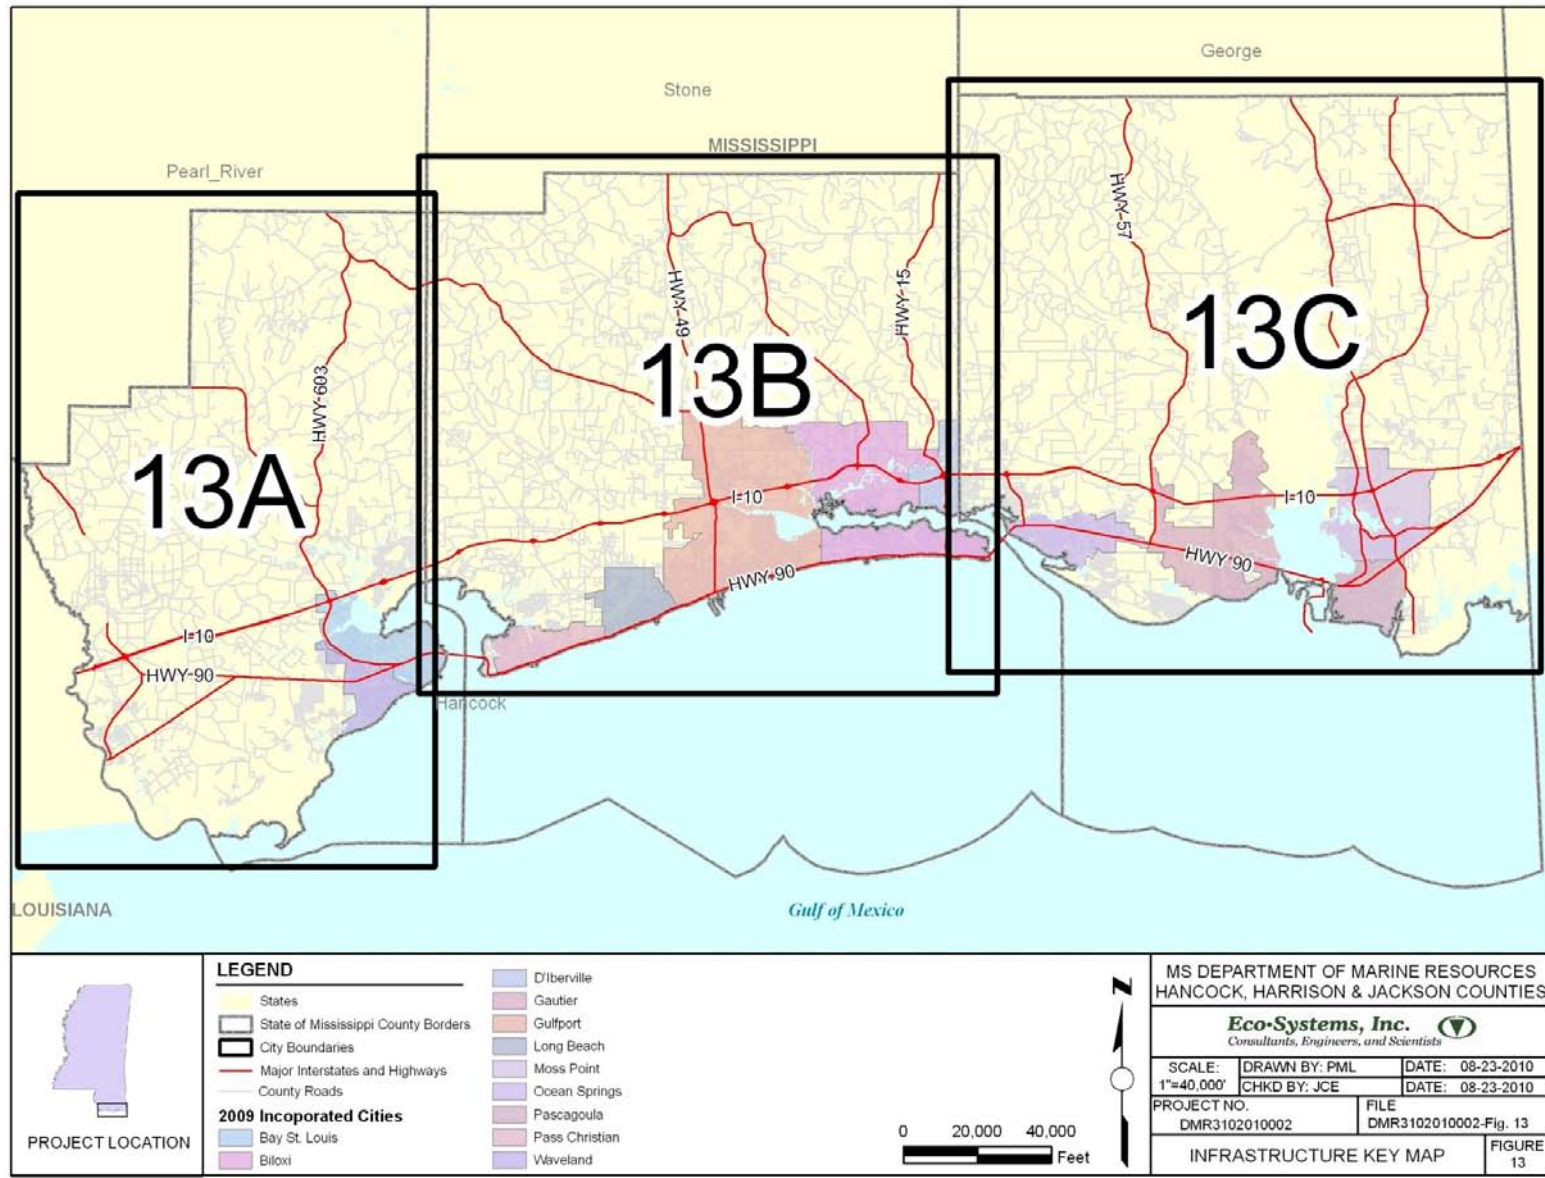 George
Stone
MISSISSIPPI
Pearl_River
HWY-57
HWY-49
HWY-15
13C
13B
HWY-603
13A
I-10
I-10
HWY 90
HWY 90
I-10
HWY-90
Hancock
LOUISIANA
Gulf of Mexico
PROJECT LOCATION
LEGEND
States
State of Mississippi County Borders
City Boundaries
Major Interstates and Highways
County Roads
2009 Incoporated Cities
Bay St. Louis
Biloxi
D'Iberville
Gautier
Gulfport
Long Beach
Moss Point
Ocean Springs
Pascagoula
Pass Christian
Waveland
0 20,000 40,000
Feet
N
MS DEPARTMENT OF MARINE RESOURCES
HANCOCK, HARRISON & JACKSON COUNTIES
Eco-Systems, Inc.
Consultants, Engineers, and Scientists
SCALE:
1"=40,000'
DRAWN BY: PML
DATE: 08-23-2010
CHKD BY: JCE
DATE: 08-23-2010
PROJECT NO.
DMR3102010002
FILE
DMR3102010002-Fig. 13
INFRASTRUCTURE KEY MAP
FIGURE
13